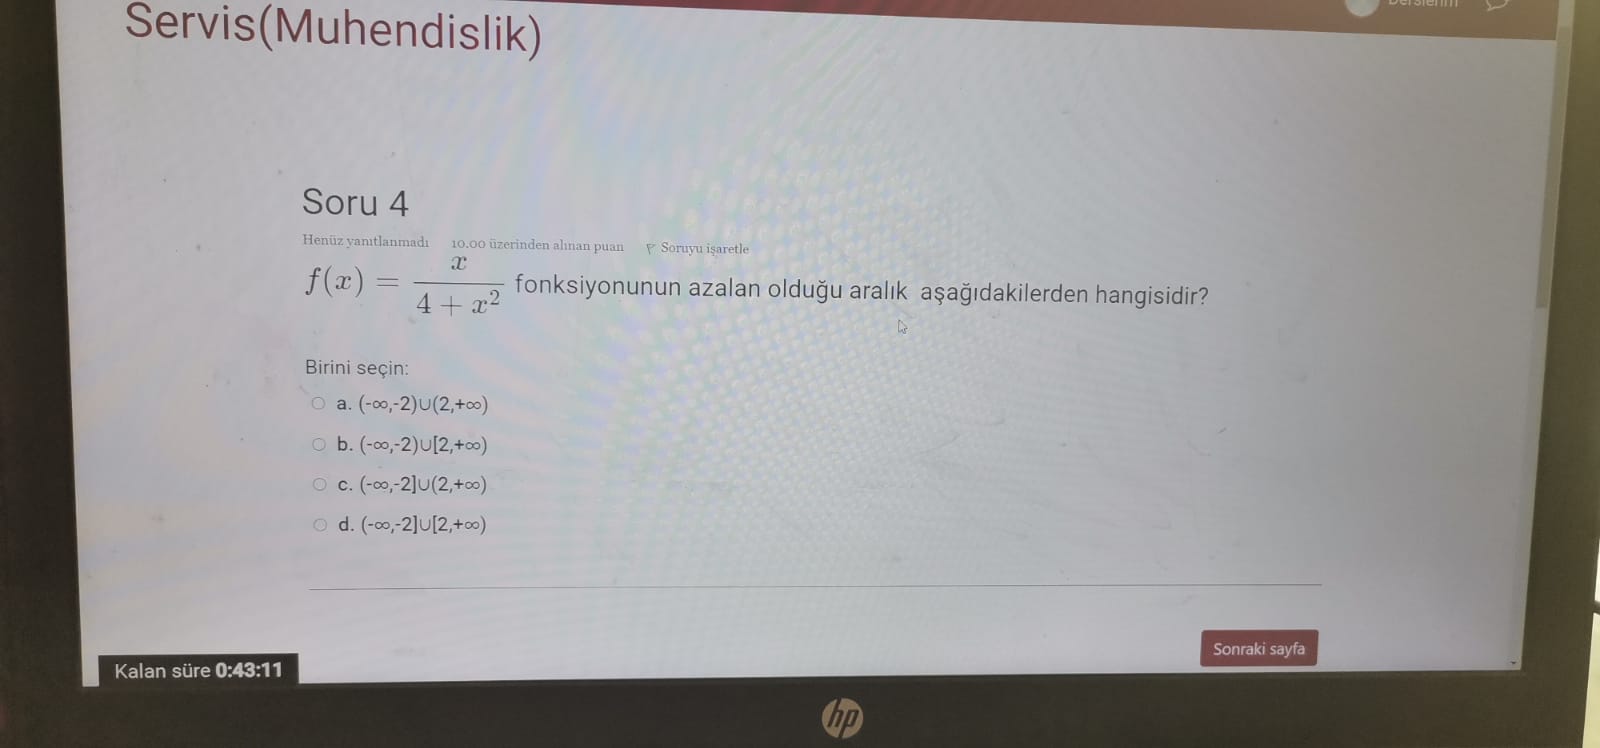 Servis(Muhendislik)
Soru 4
Henüz yanıtlanmadı 10.00 üzerinden alınan puan Soruyu işaretle
f(x) = x / (4 + x²) fonksiyonunun azalan olduğu aralık aşağıdakilerden hangisidir?
Birini seçin:
a. (-∞,-2)∪(2,+∞)
b. (-∞,-2)∪[2,+∞)
c. (-∞,-2]∪(2,+∞)
d. (-∞,-2]∪[2,+∞)
Sonraki sayfa
Kalan süre 0:43:11
hp